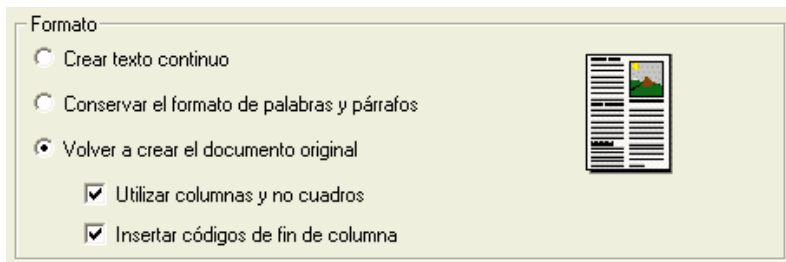 Formato
Crear texto continuo
Conservar el formato de palabras y párrafos
Volver a crear el documento original
Utilizar columnas y no cuadros
Insertar códigos de fin de columna